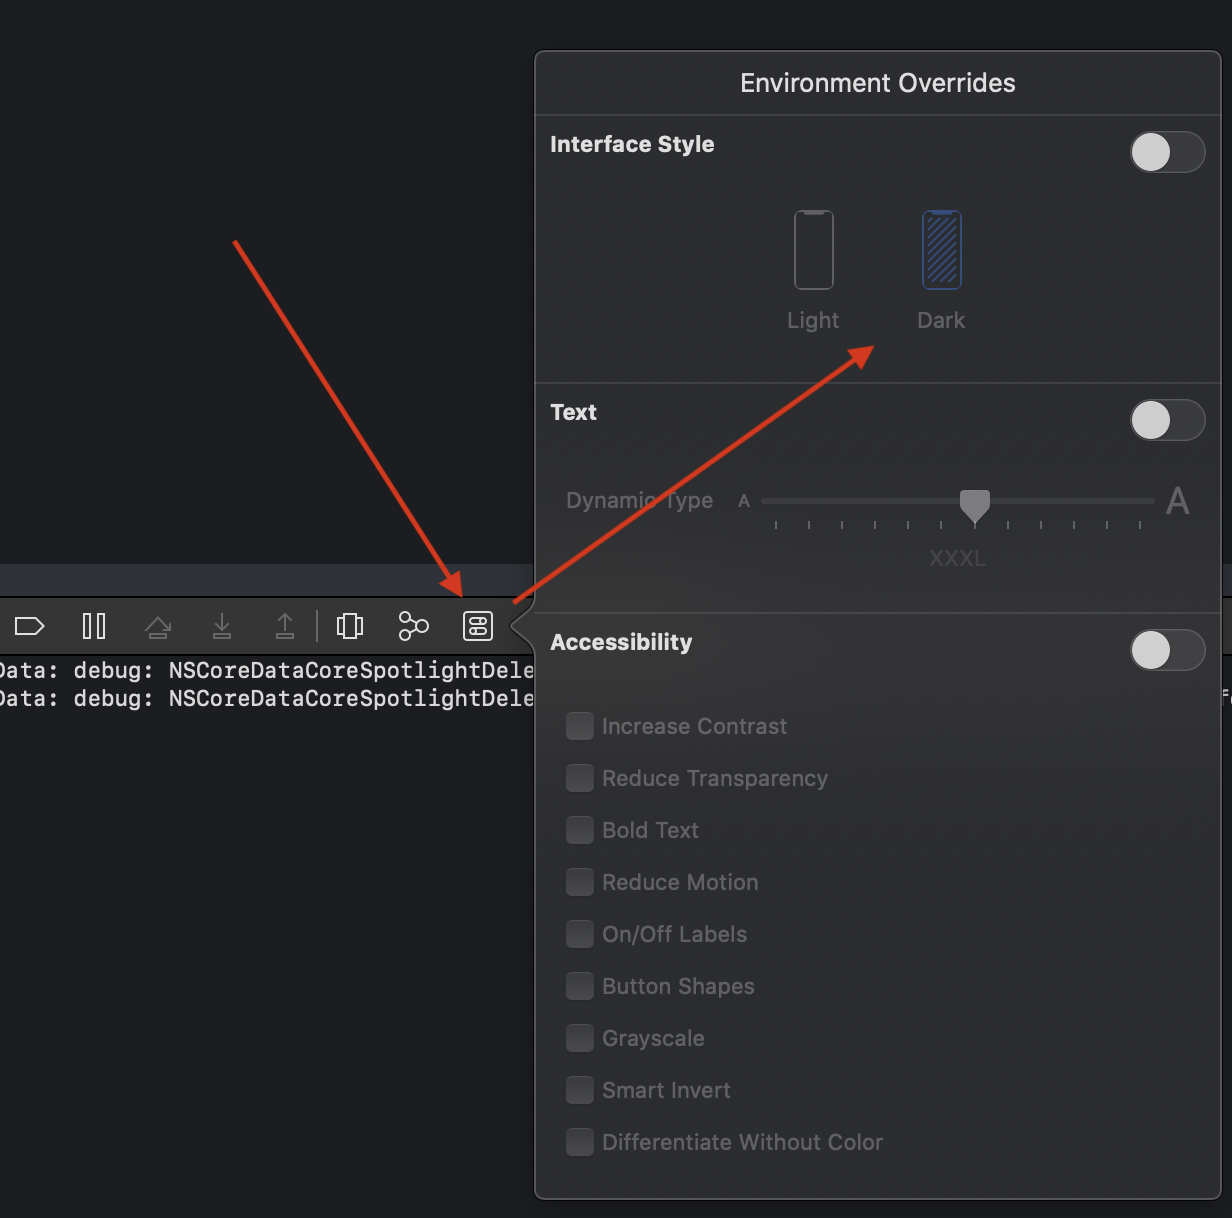 Environment Overrides
Interface Style
Light
Dark
Text
Dynamic Type A A
XXXL
Accessibility
Data: debug: NSCoreDataCoreSpotlightDele
Data: debug: NSCoreDataCoreSpotlightDele
Increase Contrast
Reduce Transparency
Bold Text
Reduce Motion
On/Off Labels
Button Shapes
Grayscale
Smart Invert
Differentiate Without Color